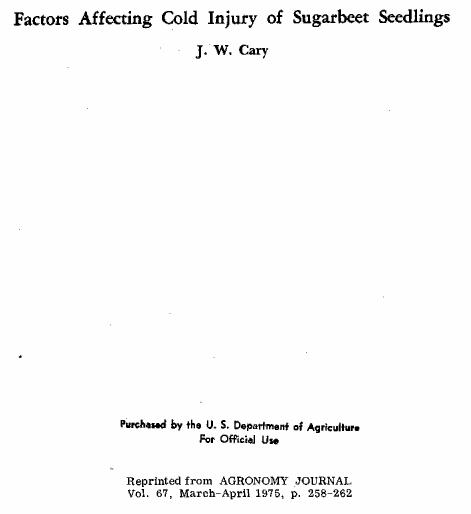 Factors Affecting Cold Injury of Sugarbeet Seedlings
J. W. Cary
Purchased by the U. S. Department of Agriculture
For Official Use
Reprinted from AGRONOMY JOURNAL
Vol. 67, March-April 1975, p. 258-262